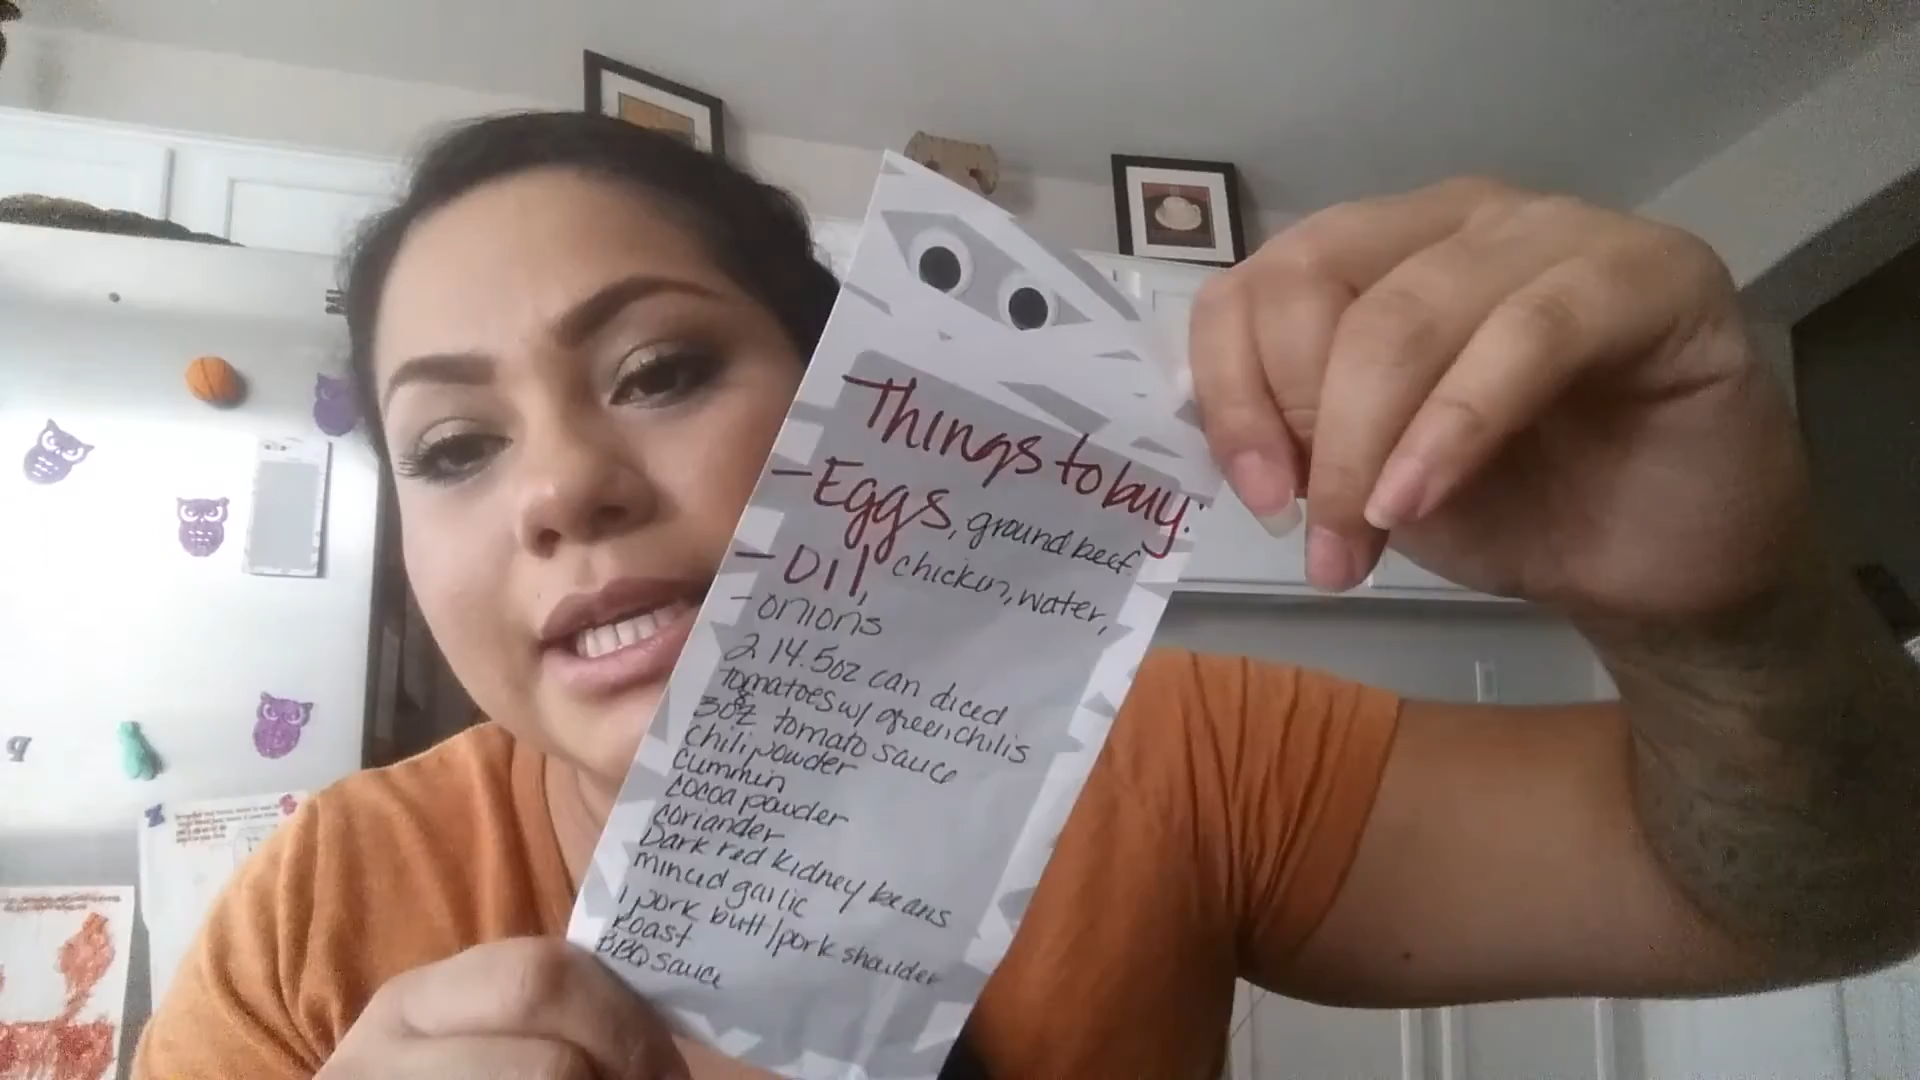 Things to buy:
- Eggs, ground beef
- Oil, chicken, water,
- onions
2 14.5oz can diced
tomatoes w/ green chilis
8oz tomato sauce
chili powder
cummin
cocoa powder
coriander
Dark red kidney beans
minced garlic
1 pork butt/pork shoulder
Roast
BBQ sauce